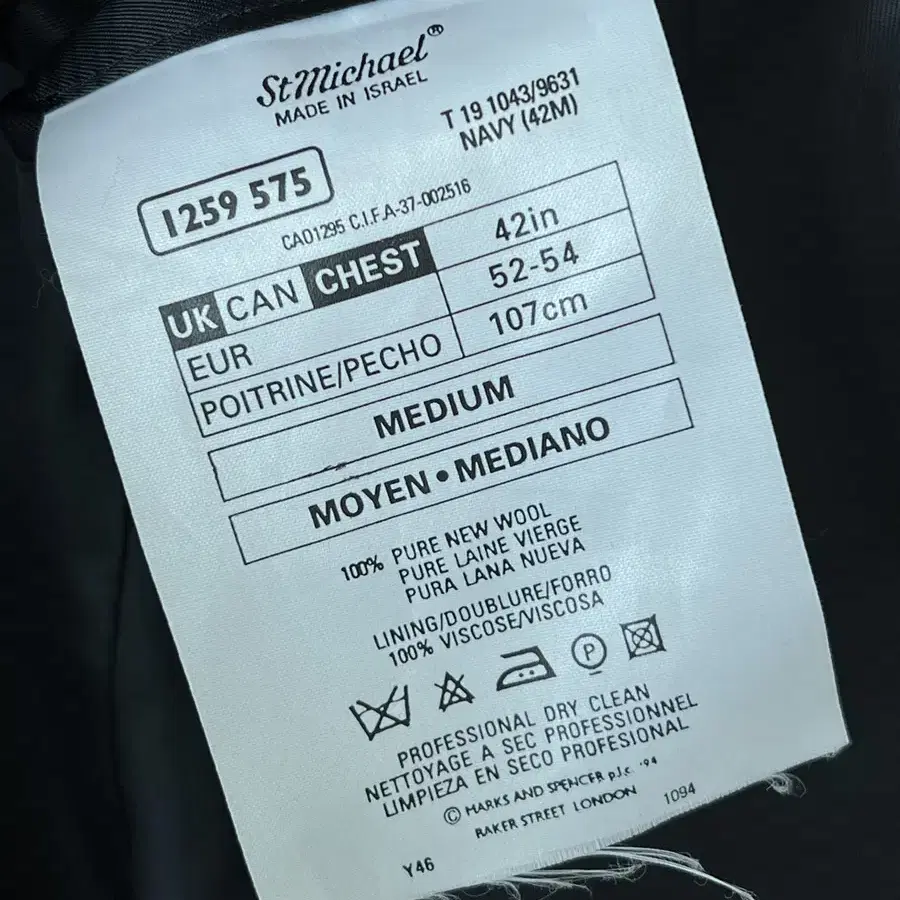 StMichael®
MADE IN ISRAEL
T 19 1043/9631
NAVY (42M)
1259 575
CA01295 C.I.F.A-37-002516
UK CAN CHEST 42in
EUR 52-54
POITRINE/PECHO 107cm
MEDIUM
MOYEN • MEDIANO
100% PURE NEW WOOL
PURE LAINE VIERGE
PURA LANA NUEVA
LINING/DOUBLURE/FORRO
100% VISCOSE/VISCOSA
P
PROFESSIONAL DRY CLEAN
NETTOYAGE A SEC PROFESSIONNEL
LIMPIEZA EN SECO PROFESIONAL
© MARKS AND SPENCER p.l.c. '94
BAKER STREET LONDON 1094
Y46